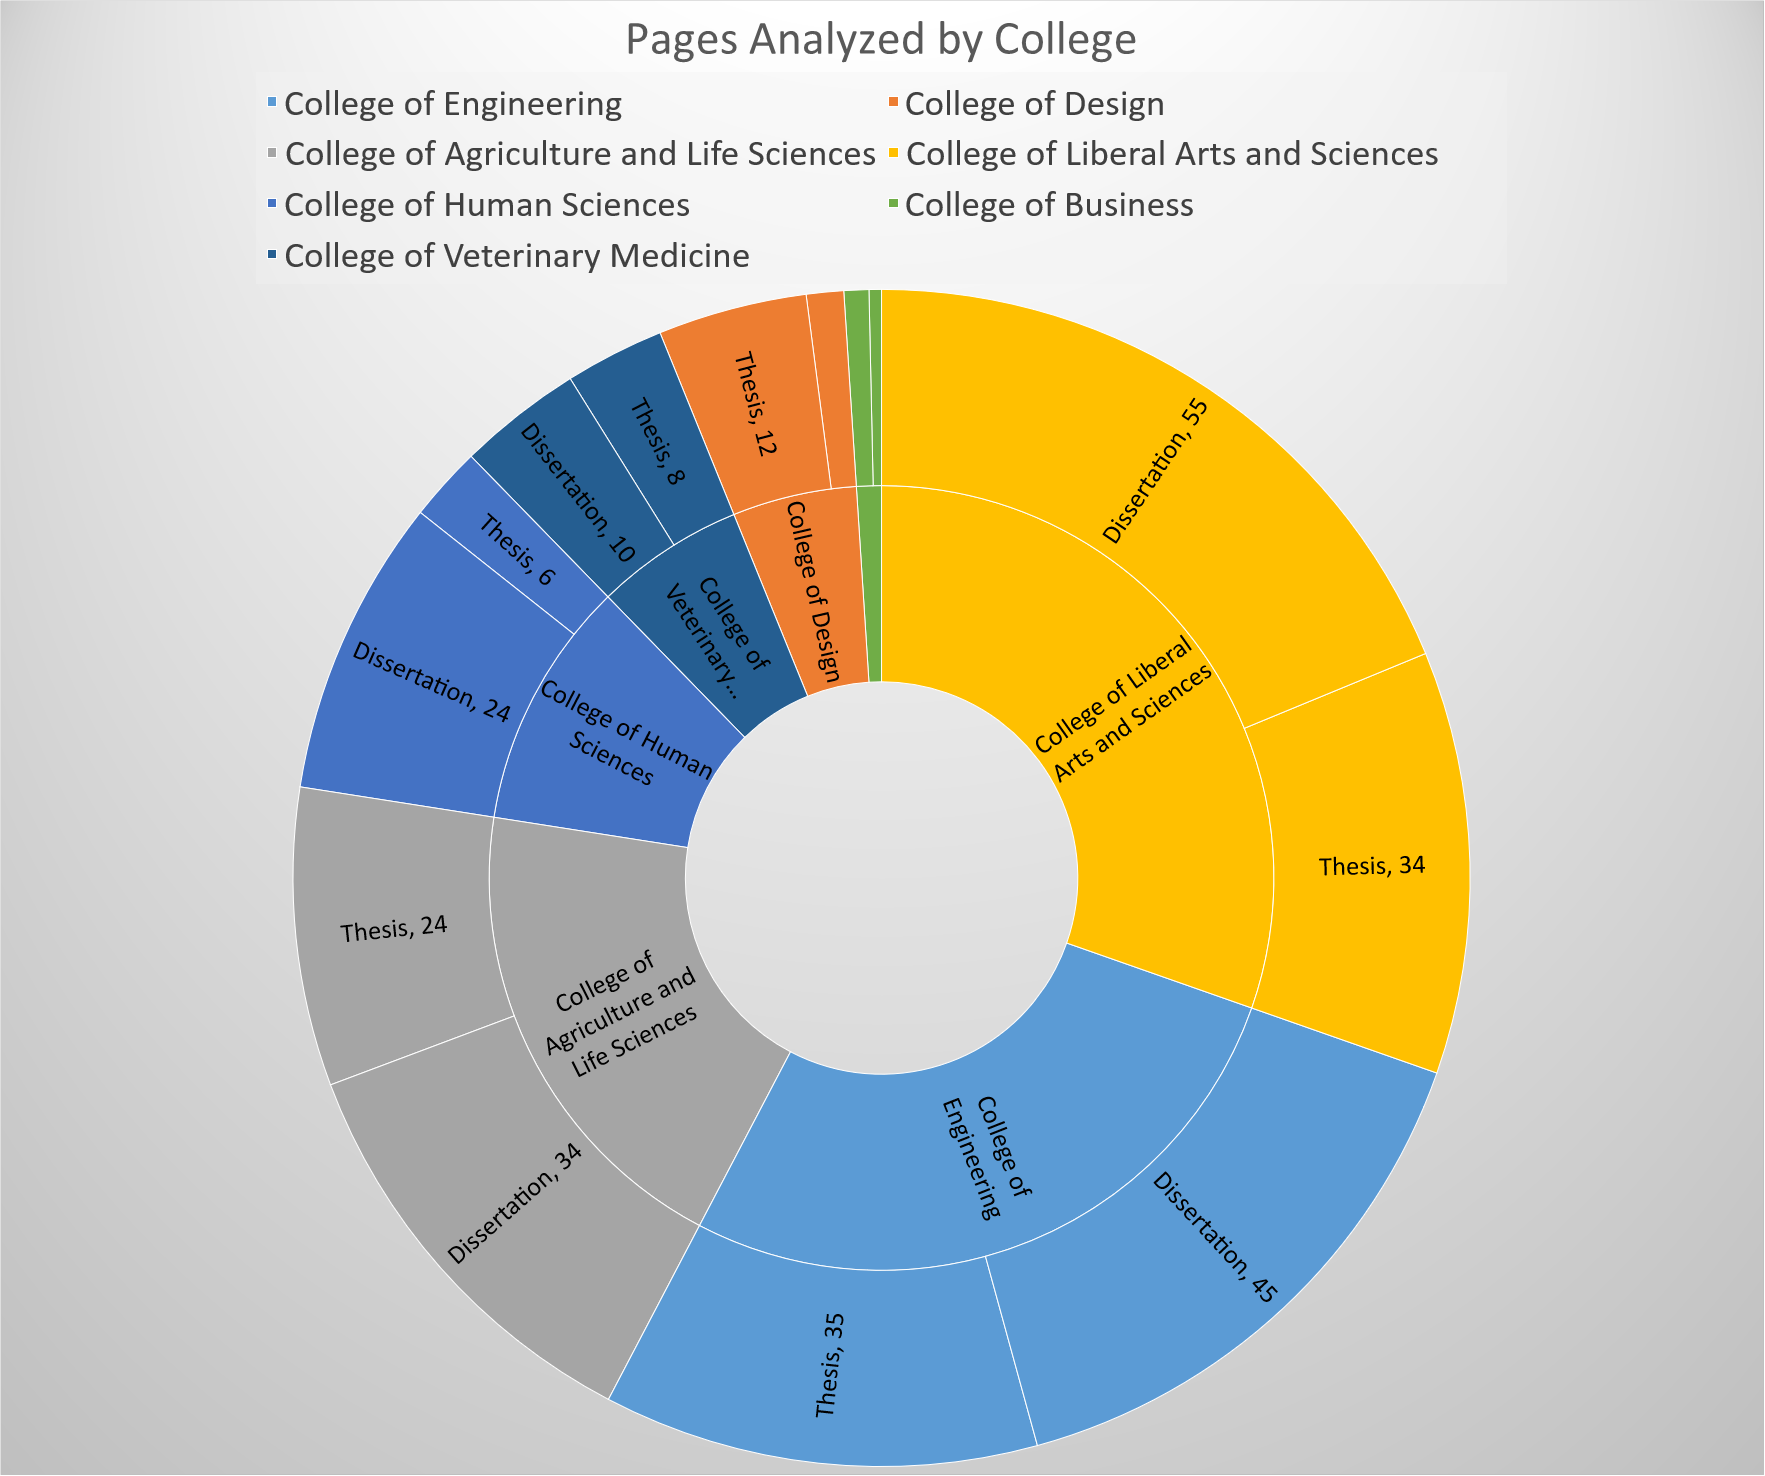 Pages Analyzed by College
College of Engineering
College of Design
College of Agriculture and Life Sciences
College of Liberal Arts and Sciences
College of Human Sciences
College of Business
College of Veterinary Medicine
Dissertation, 55
College of Liberal
Arts and Sciences
Thesis, 34
Dissertation, 45
College of
Engineering
Thesis, 35
Dissertation, 34
College of
Agriculture and
Life Sciences
Thesis, 24
Dissertation, 24
College of Human
Sciences
Thesis, 6
Dissertation, 10
College of
Veterinary...
Thesis, 8
Thesis, 12
College of Design